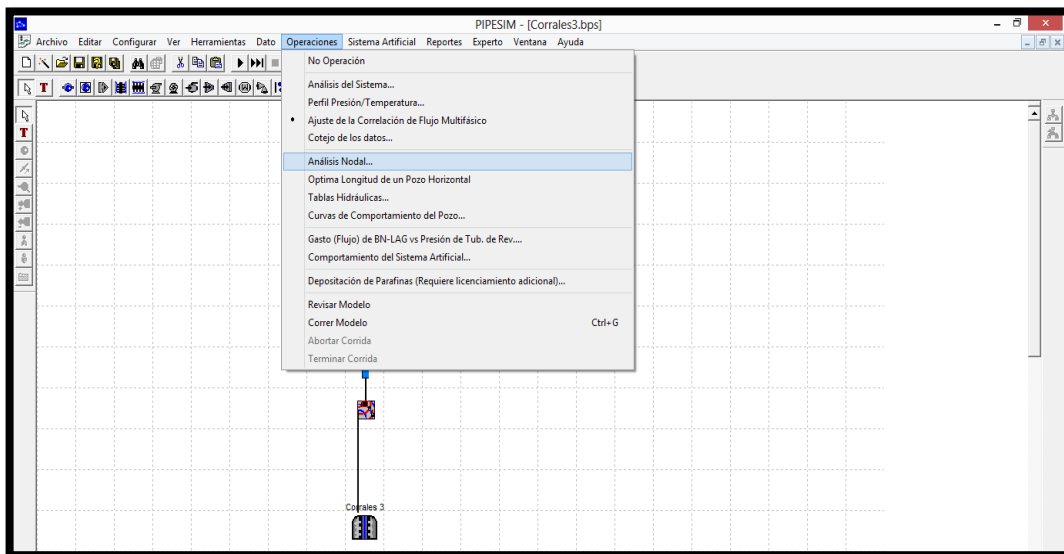 PIPESIM - [Corrales3.bps]
Archivo Editar Configurar Ver Herramientas Dato Operaciones Sistema Artificial Reportes Experto Ventana Ayuda
No Operación
Análisis del Sistema...
Perfil Presión/Temperatura...
Ajuste de la Correlación de Flujo Multifásico
Cotejo de los datos...
Análisis Nodal...
Optima Longitud de un Pozo Horizontal
Tablas Hidráulicas...
Curvas de Comportamiento del Pozo...
Gasto (Flujo) de BN-LAG vs Presión de Tub. de Rev....
Comportamiento del Sistema Artificial...
Depositación de Parafinas (Requiere licenciamiento adicional)...
Revisar Modelo
Correr Modelo Ctrl+G
Abortar Corrida
Terminar Corrida
T
T
Corrales 3